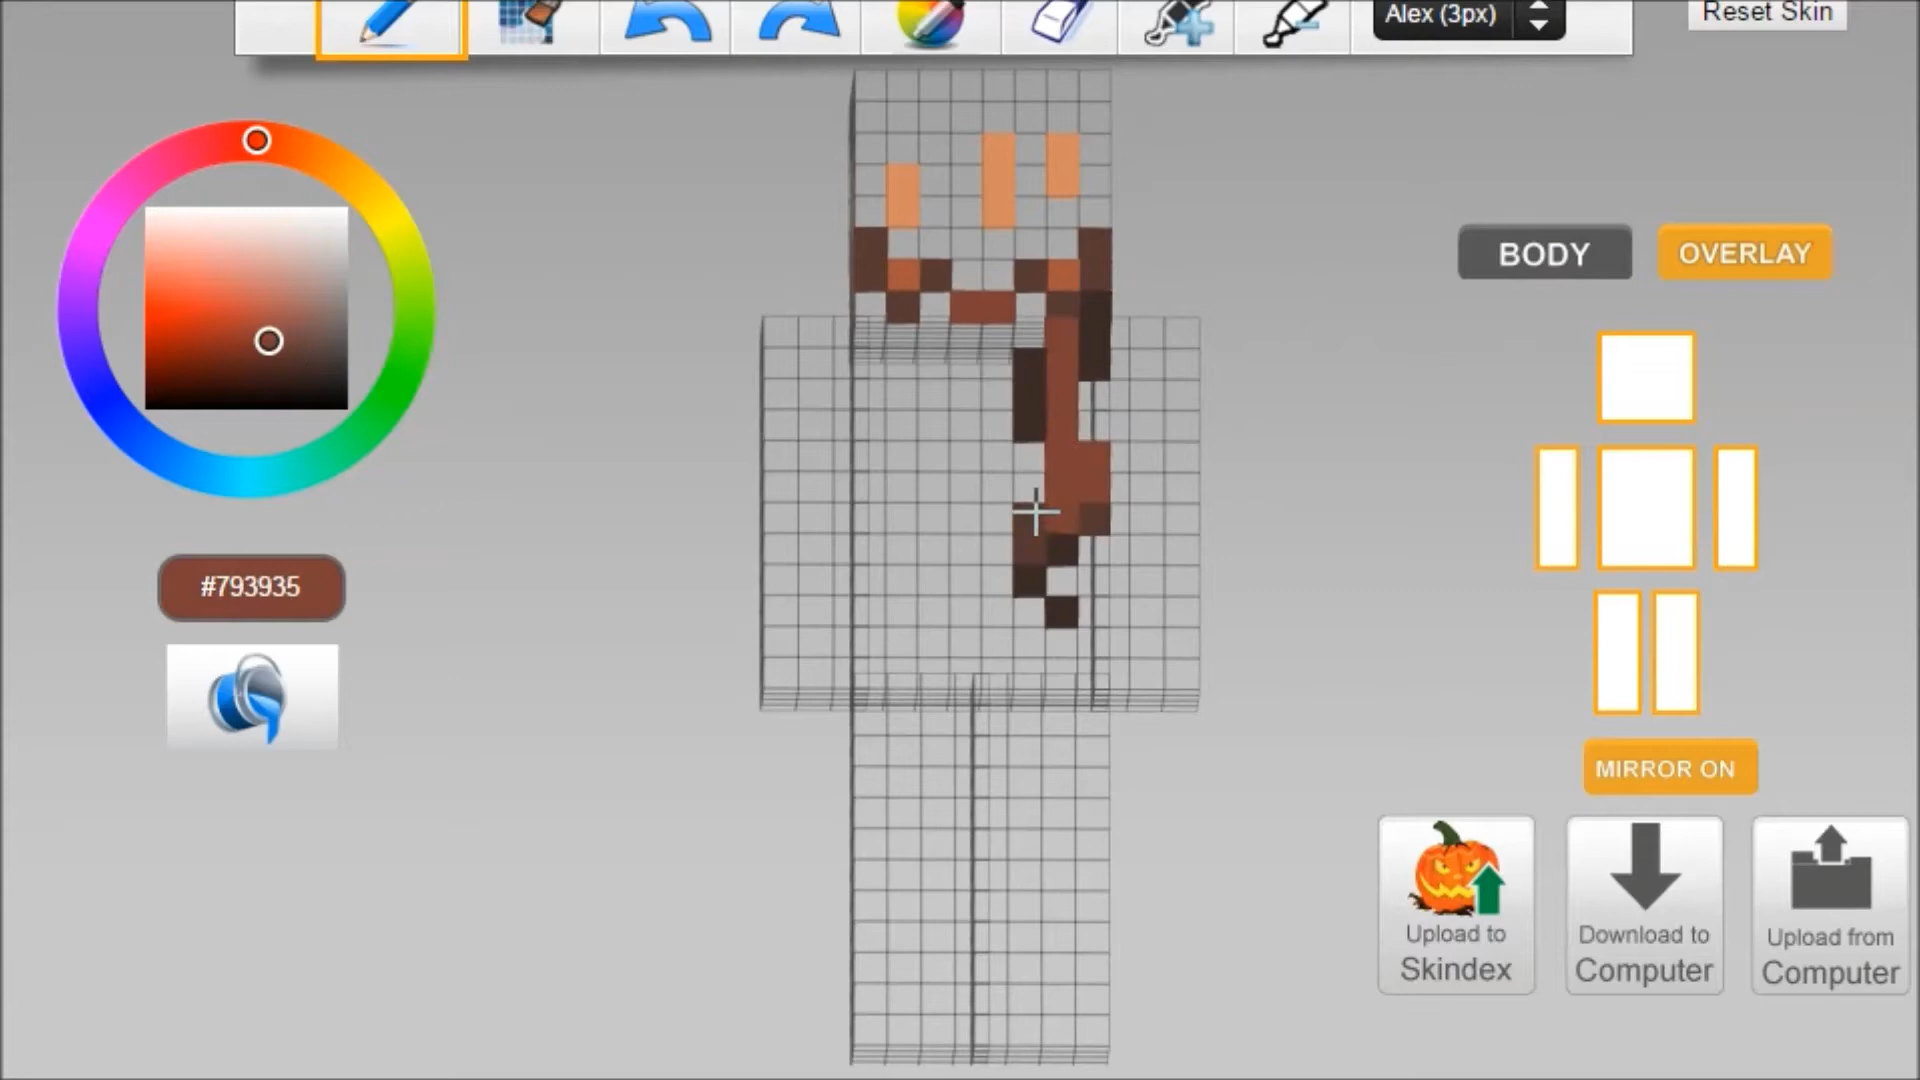 Alex (3px)
Reset Skin
BODY
OVERLAY
#793935
MIRROR ON
Upload to
Skindex
Download to
Computer
Upload from
Computer